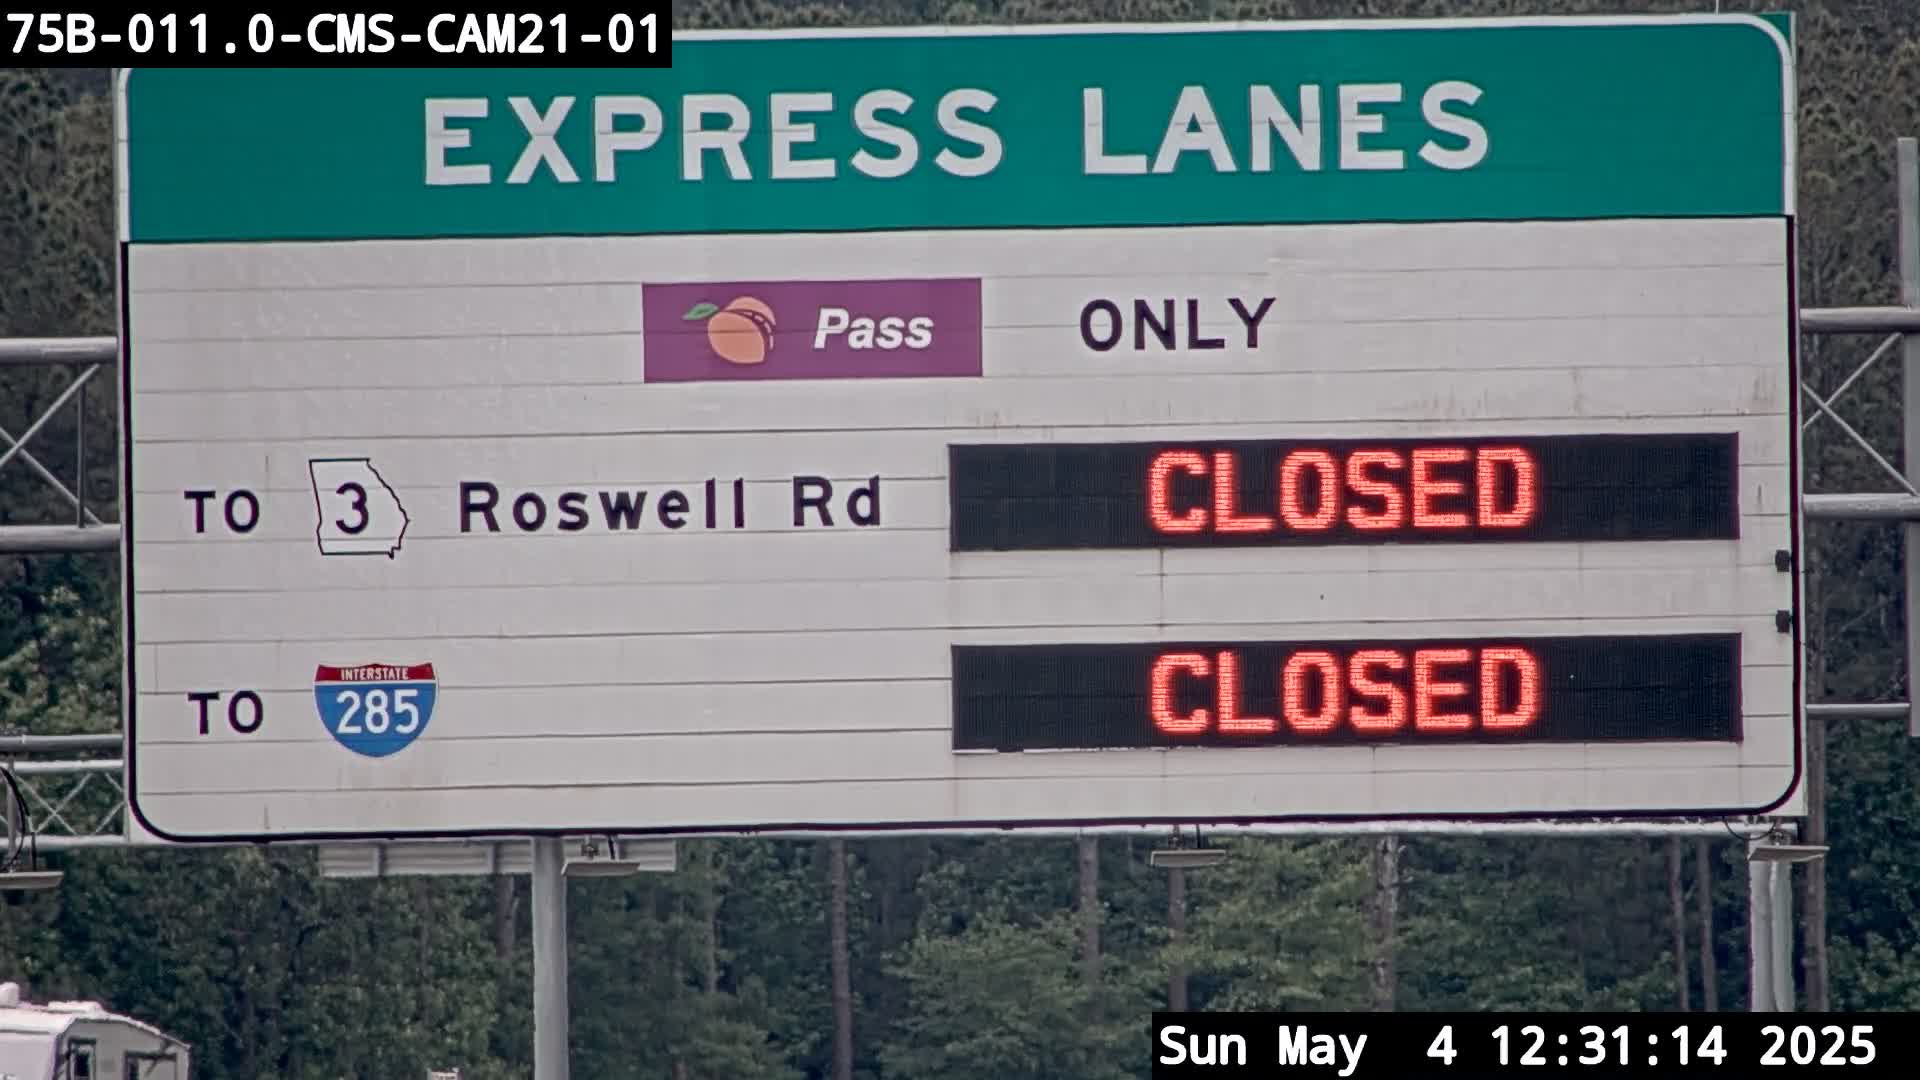 75B-011.0-CMS-CAM21-01
EXPRESS LANES
Pass ONLY
TO 3 Roswell Rd CLOSED
TO INTERSTATE 285 CLOSED
Sun May 4 12:31:14 2025